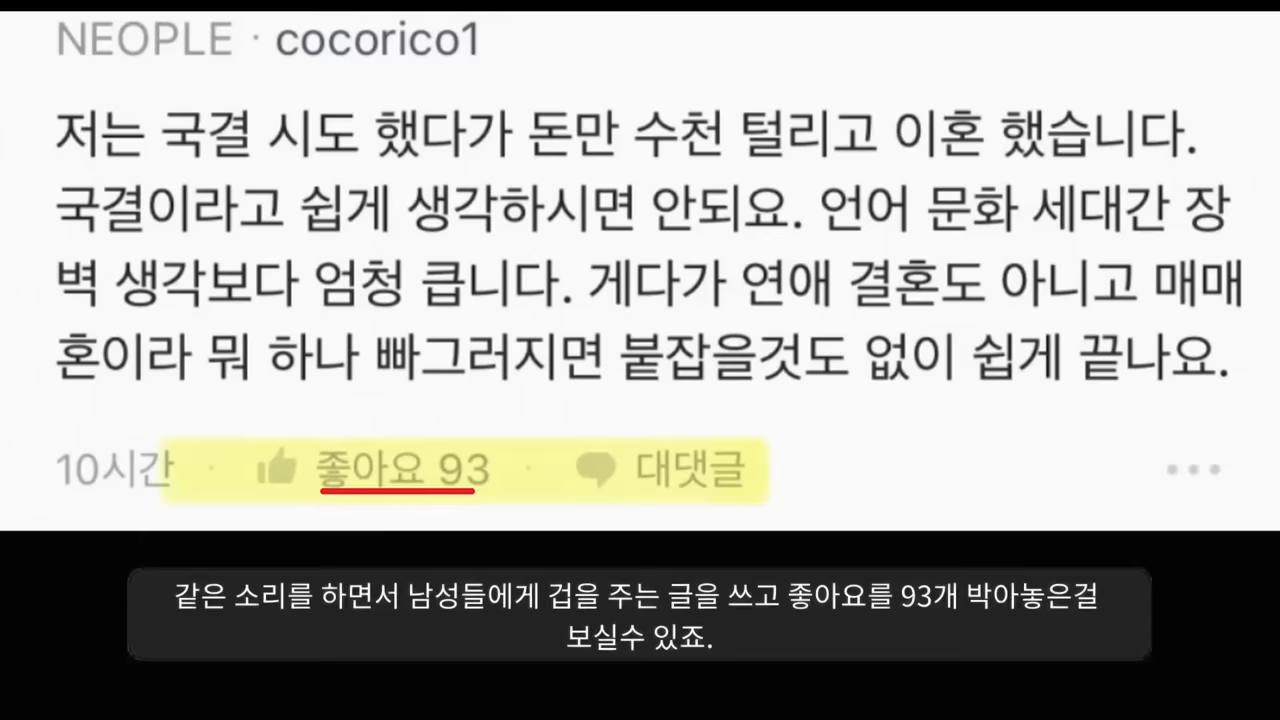 NEOPLE · cocorico1
저는 국결 시도 했다가 돈만 수천 털리고 이혼 했습니다.
국결이라고 쉽게 생각하시면 안되요. 언어 문화 세대간 장
벽 생각보다 엄청 큽니다. 게다가 연애 결혼도 아니고 매매
혼이라 뭐 하나 빠그러지면 붙잡을것도 없이 쉽게 끝나요.
10시간 · 좋아요 93 · 대댓글
같은 소리를 하면서 남성들에게 겁을 주는 글을 쓰고 좋아요를 93개 박아놓은걸
보실수 있죠.